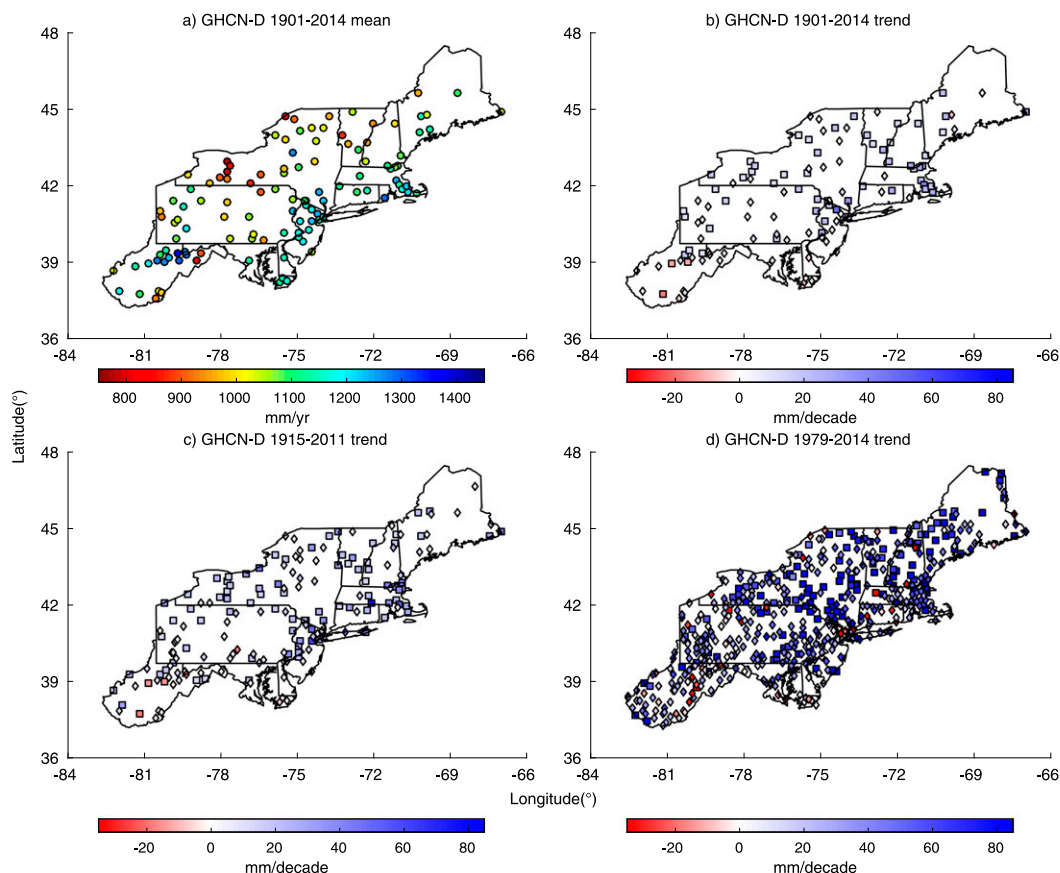 a) GHCN-D 1901-2014 mean
b) GHCN-D 1901-2014 trend
48
45
42
39
36
-84 -81 -78 -75 -72 -69 -66
800 900 1000 1100 1200 1300 1400
mm/yr
48
45
42
39
36
-84 -81 -78 -75 -72 -69 -66
-20 0 20 40 60 80
mm/decade
Latitude(°)
c) GHCN-D 1915-2011 trend
d) GHCN-D 1979-2014 trend
48
45
42
39
36
-84 -81 -78 -75 -72 -69 -66
48
45
42
39
36
-84 -81 -78 -75 -72 -69 -66
Longitude(°)
-20 0 20 40 60 80
mm/decade
-20 0 20 40 60 80
mm/decade